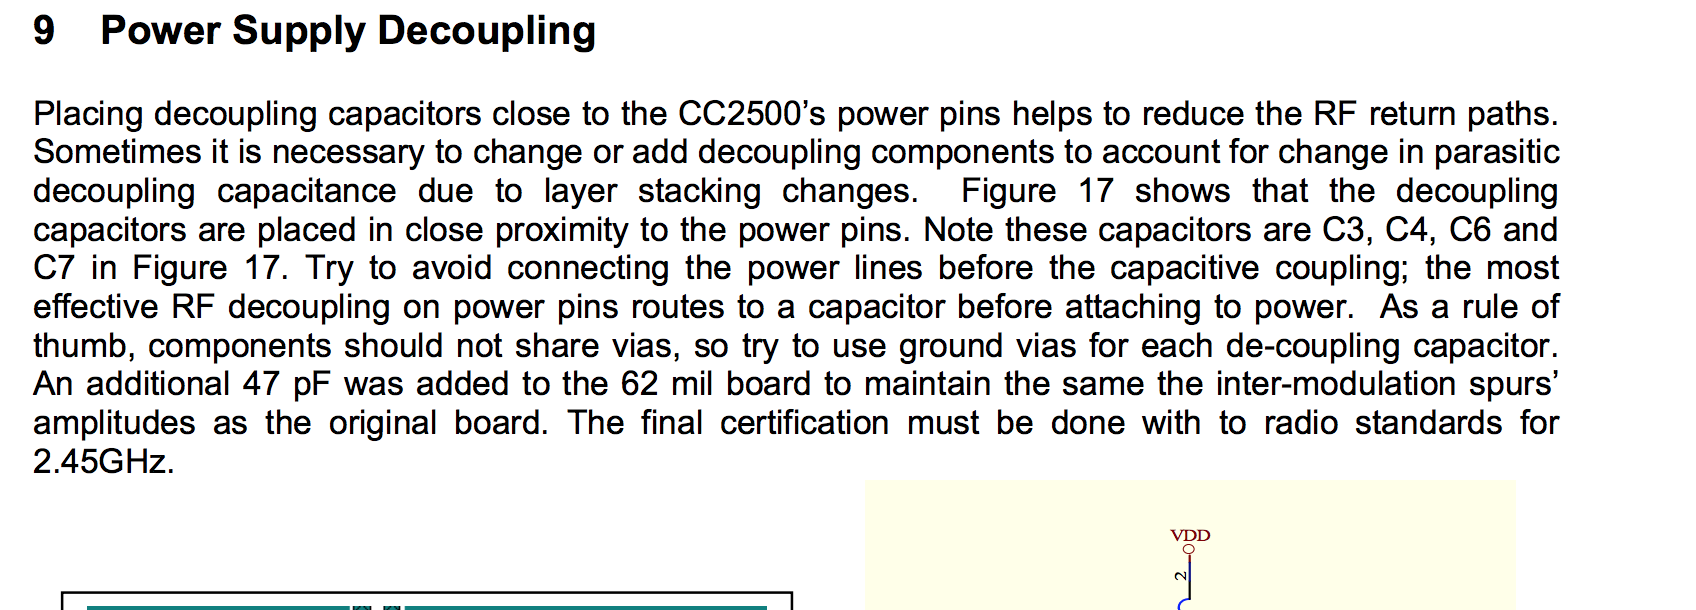 9 Power Supply Decoupling
Placing decoupling capacitors close to the CC2500's power pins helps to reduce the RF return paths.
Sometimes it is necessary to change or add decoupling components to account for change in parasitic
decoupling capacitance due to layer stacking changes. Figure 17 shows that the decoupling
capacitors are placed in close proximity to the power pins. Note these capacitors are C3, C4, C6 and
C7 in Figure 17. Try to avoid connecting the power lines before the capacitive coupling; the most
effective RF decoupling on power pins routes to a capacitor before attaching to power. As a rule of
thumb, components should not share vias, so try to use ground vias for each de-coupling capacitor.
An additional 47 pF was added to the 62 mil board to maintain the same the inter-modulation spurs'
amplitudes as the original board. The final certification must be done with to radio standards for
2.45GHz.
VDD
2